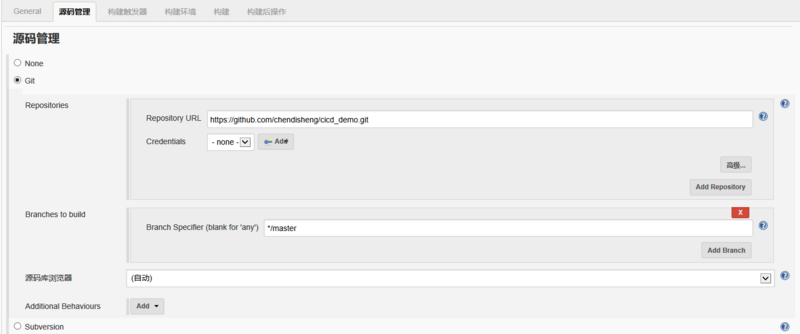 General 源码管理 构建触发器 构建环境 构建 构建后操作
源码管理
None
Git
Repositories
Repository URL https://github.com/chendisheng/cicd_demo.git
Credentials - none - Add
高级...
Add Repository
Branches to build
X
Branch Specifier (blank for 'any') */master
Add Branch
源码库浏览器 (自动)
Additional Behaviours Add
Subversion